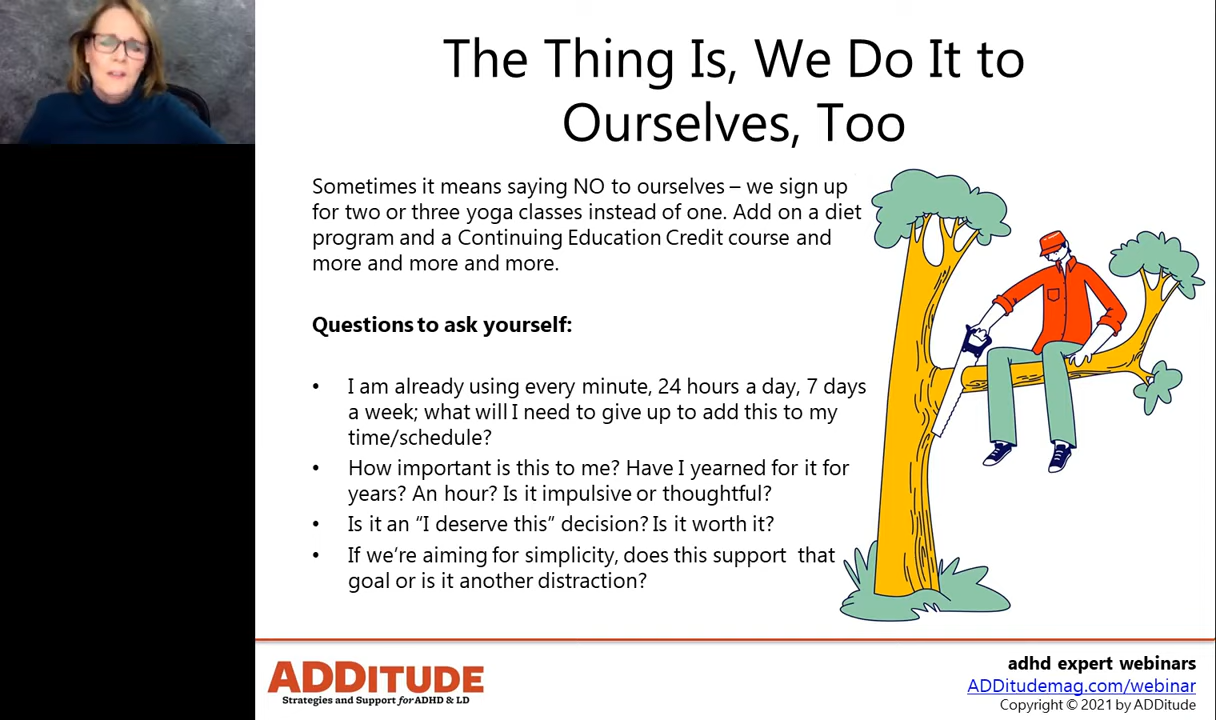 The Thing Is, We Do It to
Ourselves, Too
Sometimes it means saying NO to ourselves – we sign up
for two or three yoga classes instead of one. Add on a diet
program and a Continuing Education Credit course and
more and more and more.
Questions to ask yourself:
• I am already using every minute, 24 hours a day, 7 days
a week; what will I need to give up to add this to my
time/schedule?
• How important is this to me? Have I yearned for it for
years? An hour? Is it impulsive or thoughtful?
• Is it an “I deserve this” decision? Is it worth it?
• If we’re aiming for simplicity, does this support  that
goal or is it another distraction?
ADDITUDE
Strategies and Support for ADHD & LD
adhd expert webinars
ADDitudemag.com/webinar
Copyright © 2021 by ADDitude